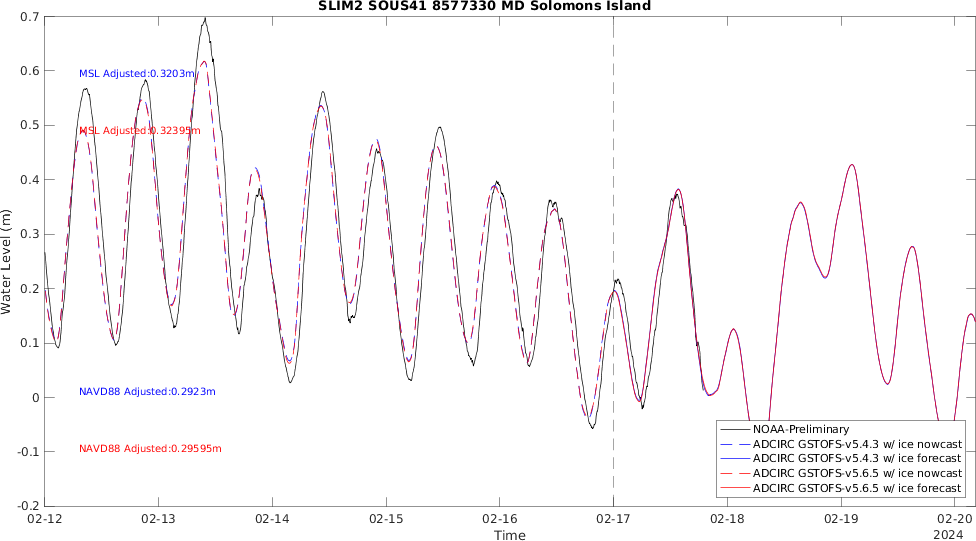 SLIM2 SOUS41 8577330 MD Solomons Island
0.7
0.6
0.5
0.4
0.3
0.2
0.1
0
-0.1
-0.2
Water Level (m)
MSL Adjusted:0.3203m
MSL Adjusted:0.32395m
NAVD88 Adjusted:0.2923m
NAVD88 Adjusted:0.29595m
NOAA-Preliminary
ADCIRC GSTOFS-v5.4.3 w/ ice nowcast
ADCIRC GSTOFS-v5.4.3 w/ ice forecast
ADCIRC GSTOFS-v5.6.5 w/ ice nowcast
ADCIRC GSTOFS-v5.6.5 w/ ice forecast
02-12 02-13 02-14 02-15 02-16 02-17 02-18 02-19 02-20
Time
2024